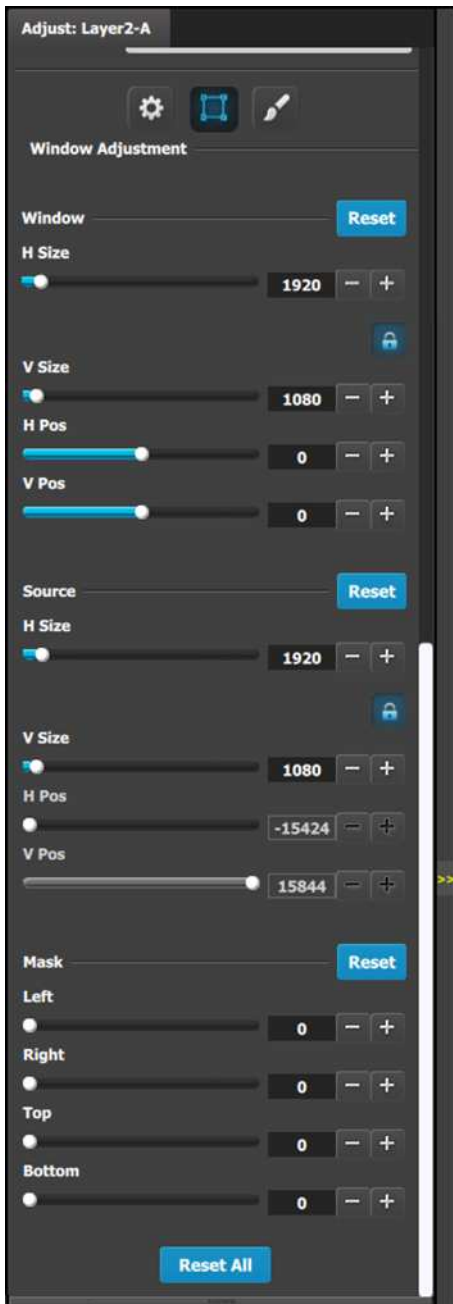 Adjust: Layer2-A
Window Adjustment
Window Reset
H Size
1920 − +
V Size
1080 − +
H Pos
0 − +
V Pos
0 − +
Source Reset
H Size
1920 − +
V Size
1080 − +
H Pos
-15424 − +
V Pos
15844 − +
>>
Mask Reset
Left
0 − +
Right
0 − +
Top
0 − +
Bottom
0 − +
Reset All